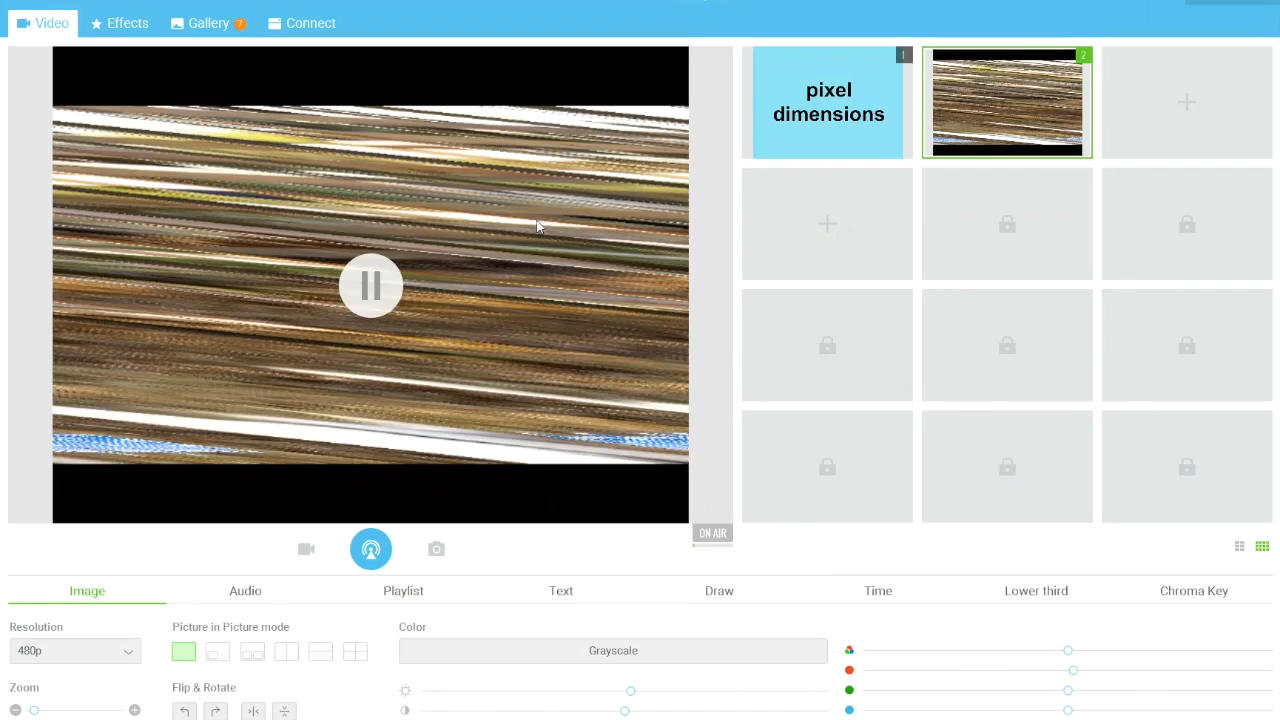 Video
Effects
Gallery 7
Connect
1
pixel
dimensions
2
ON AIR
Image
Audio
Playlist
Text
Draw
Time
Lower third
Chroma Key
Resolution
Picture in Picture mode
Color
480p
Grayscale
Zoom
Flip & Rotate